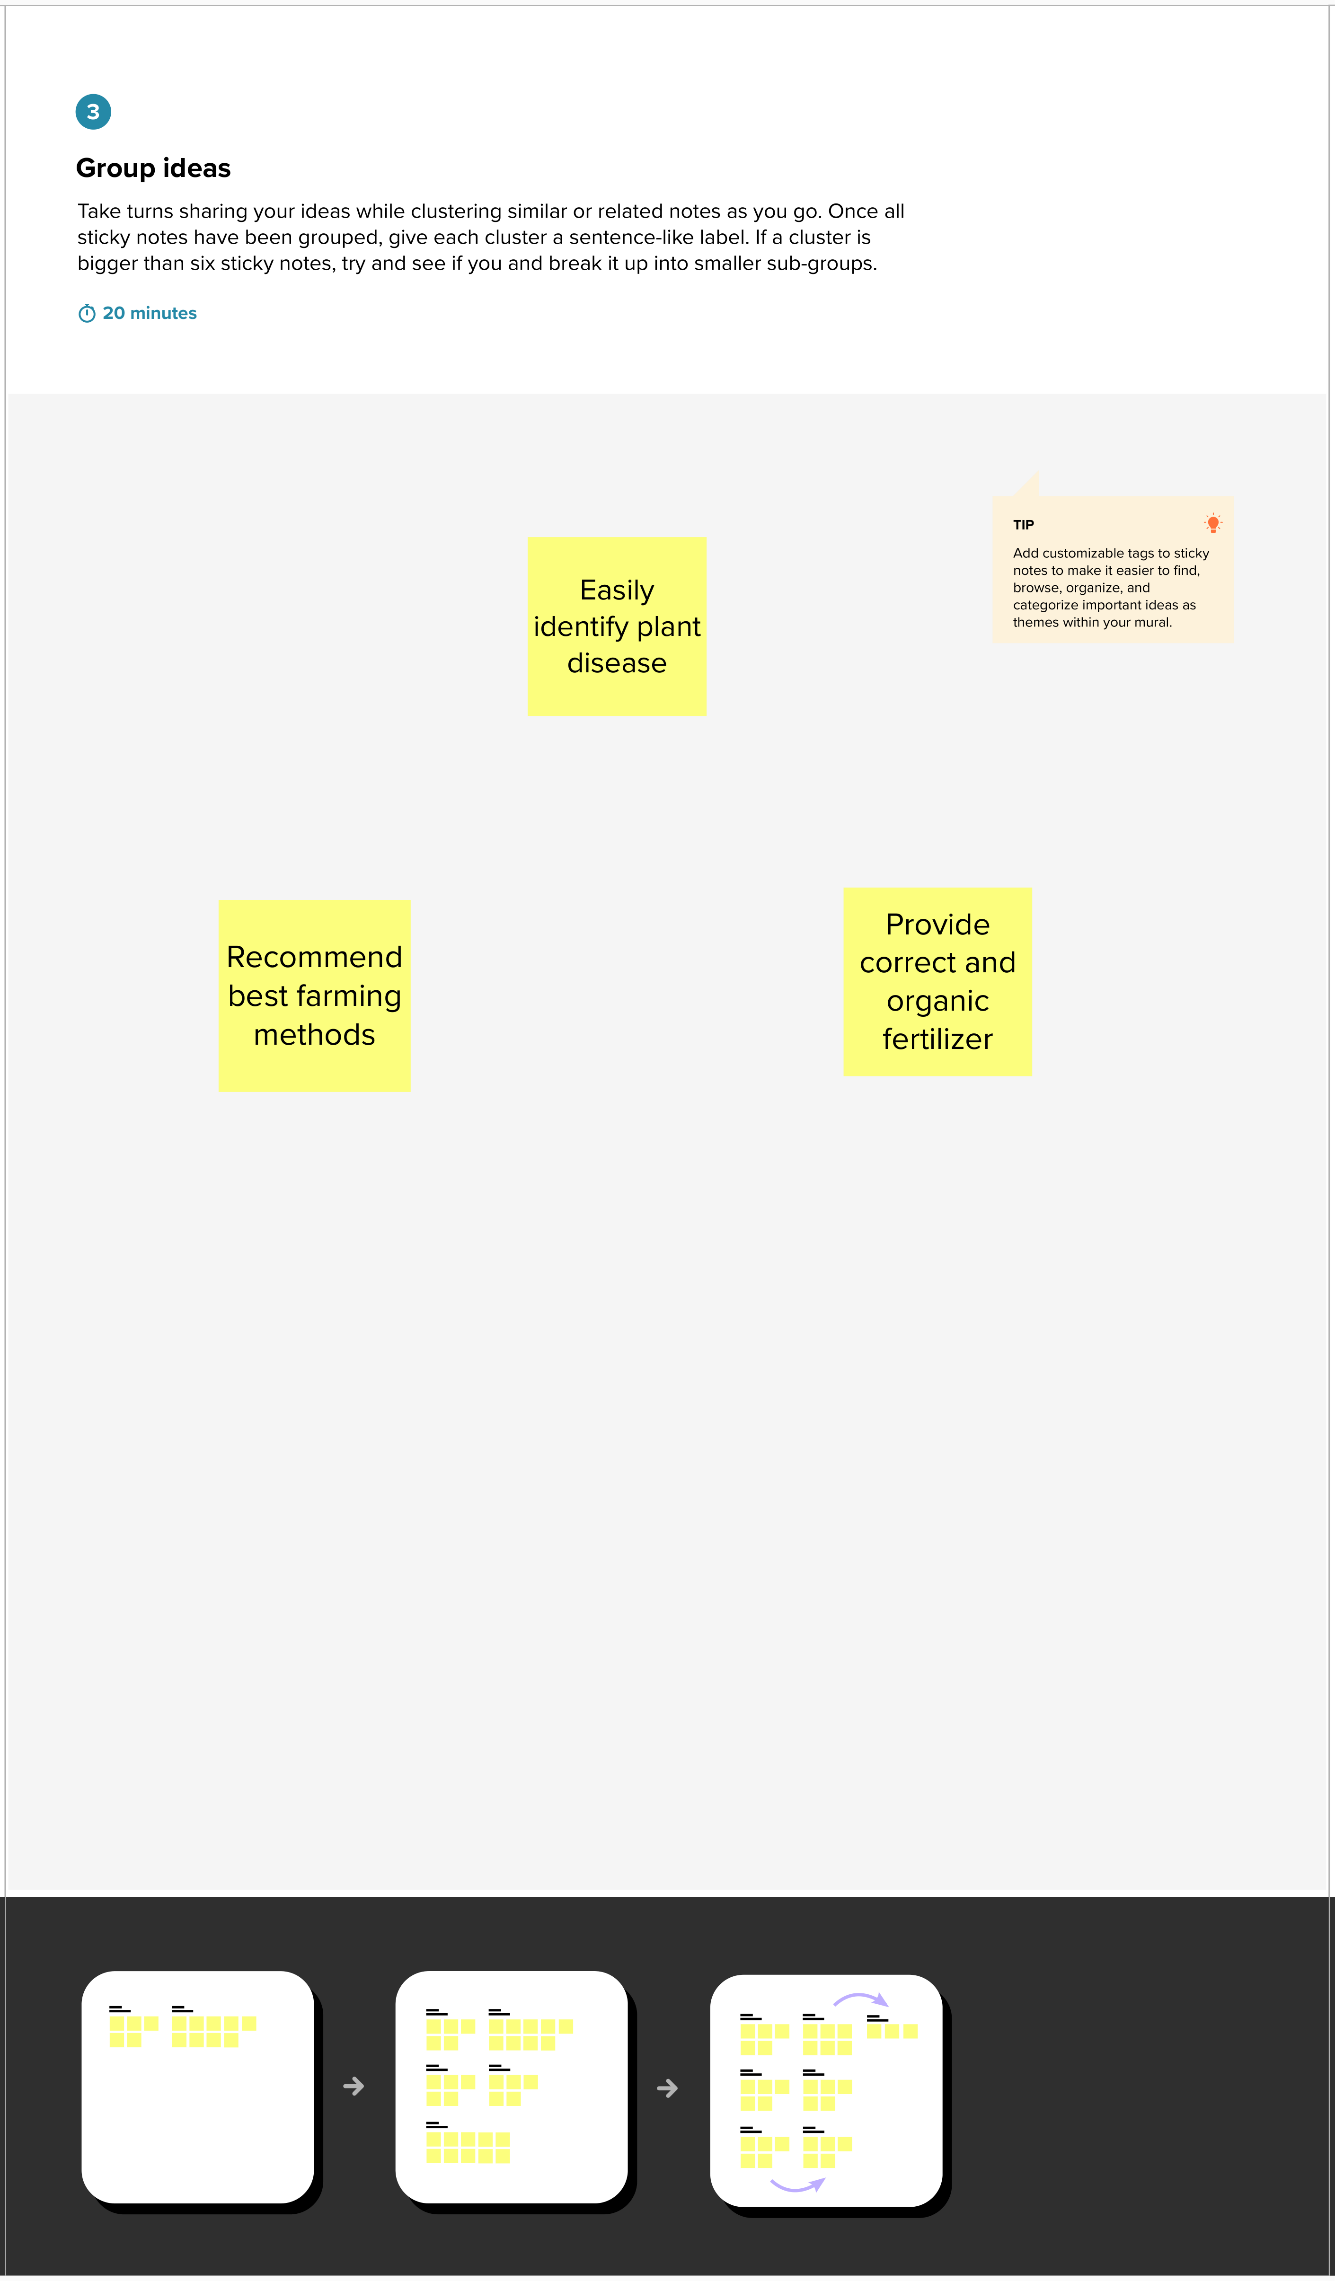 3
Group ideas
Take turns sharing your ideas while clustering similar or related notes as you go. Once all
sticky notes have been grouped, give each cluster a sentence-like label. If a cluster is
bigger than six sticky notes, try and see if you and break it up into smaller sub-groups.
20 minutes
TIP
Add customizable tags to sticky
notes to make it easier to find,
browse, organize, and
categorize important ideas as
themes within your mural.
Easily
identify plant
disease
Recommend
best farming
methods
Provide
correct and
organic
fertilizer